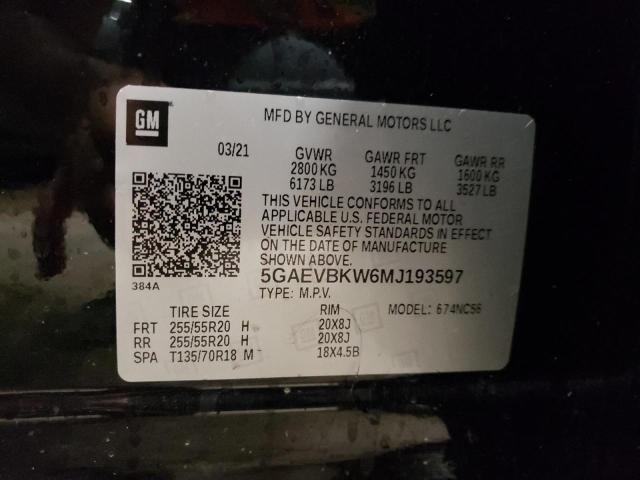 GM
MFD BY GENERAL MOTORS LLC
03/21 GVWR GAWR FRT GAWR RR
2800 KG 1450 KG 1600 KG
6173 LB 3196 LB 3527 LB
THIS VEHICLE CONFORMS TO ALL
APPLICABLE U.S. FEDERAL MOTOR
VEHICLE SAFETY STANDARDS IN EFFECT
ON THE DATE OF MANUFACTURE
SHOWN ABOVE.
384A
5GAEVBKW6MJ193597
TYPE: M.P.V. MODEL: 674NC56
TIRE SIZE RIM
FRT 255/55R20 H 20X8J
RR 255/55R20 H 20X8J
SPA T135/70R18 M 18X4.5B